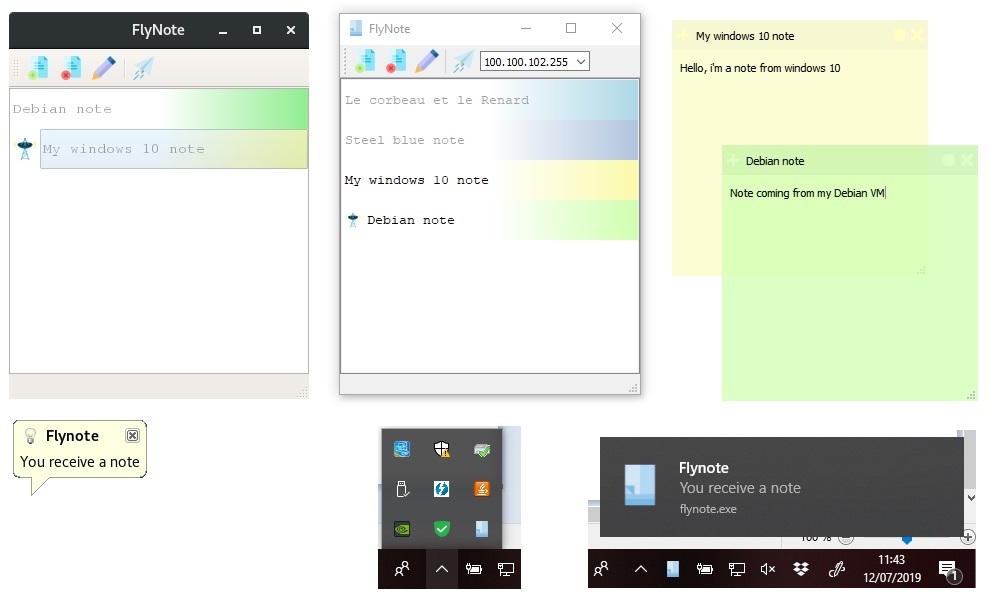 FlyNote
Debian note
My windows 10 note
FlyNote
100.100.102.255
Le corbeau et le Renard
Steel blue note
My windows 10 note
Debian note
My windows 10 note
Hello, i'm a note from windows 10
Debian note
Note coming from my Debian VM
Flynote
You receive a note
Flynote
You receive a note
flynote.exe
100 %
11:43
12/07/2019
1